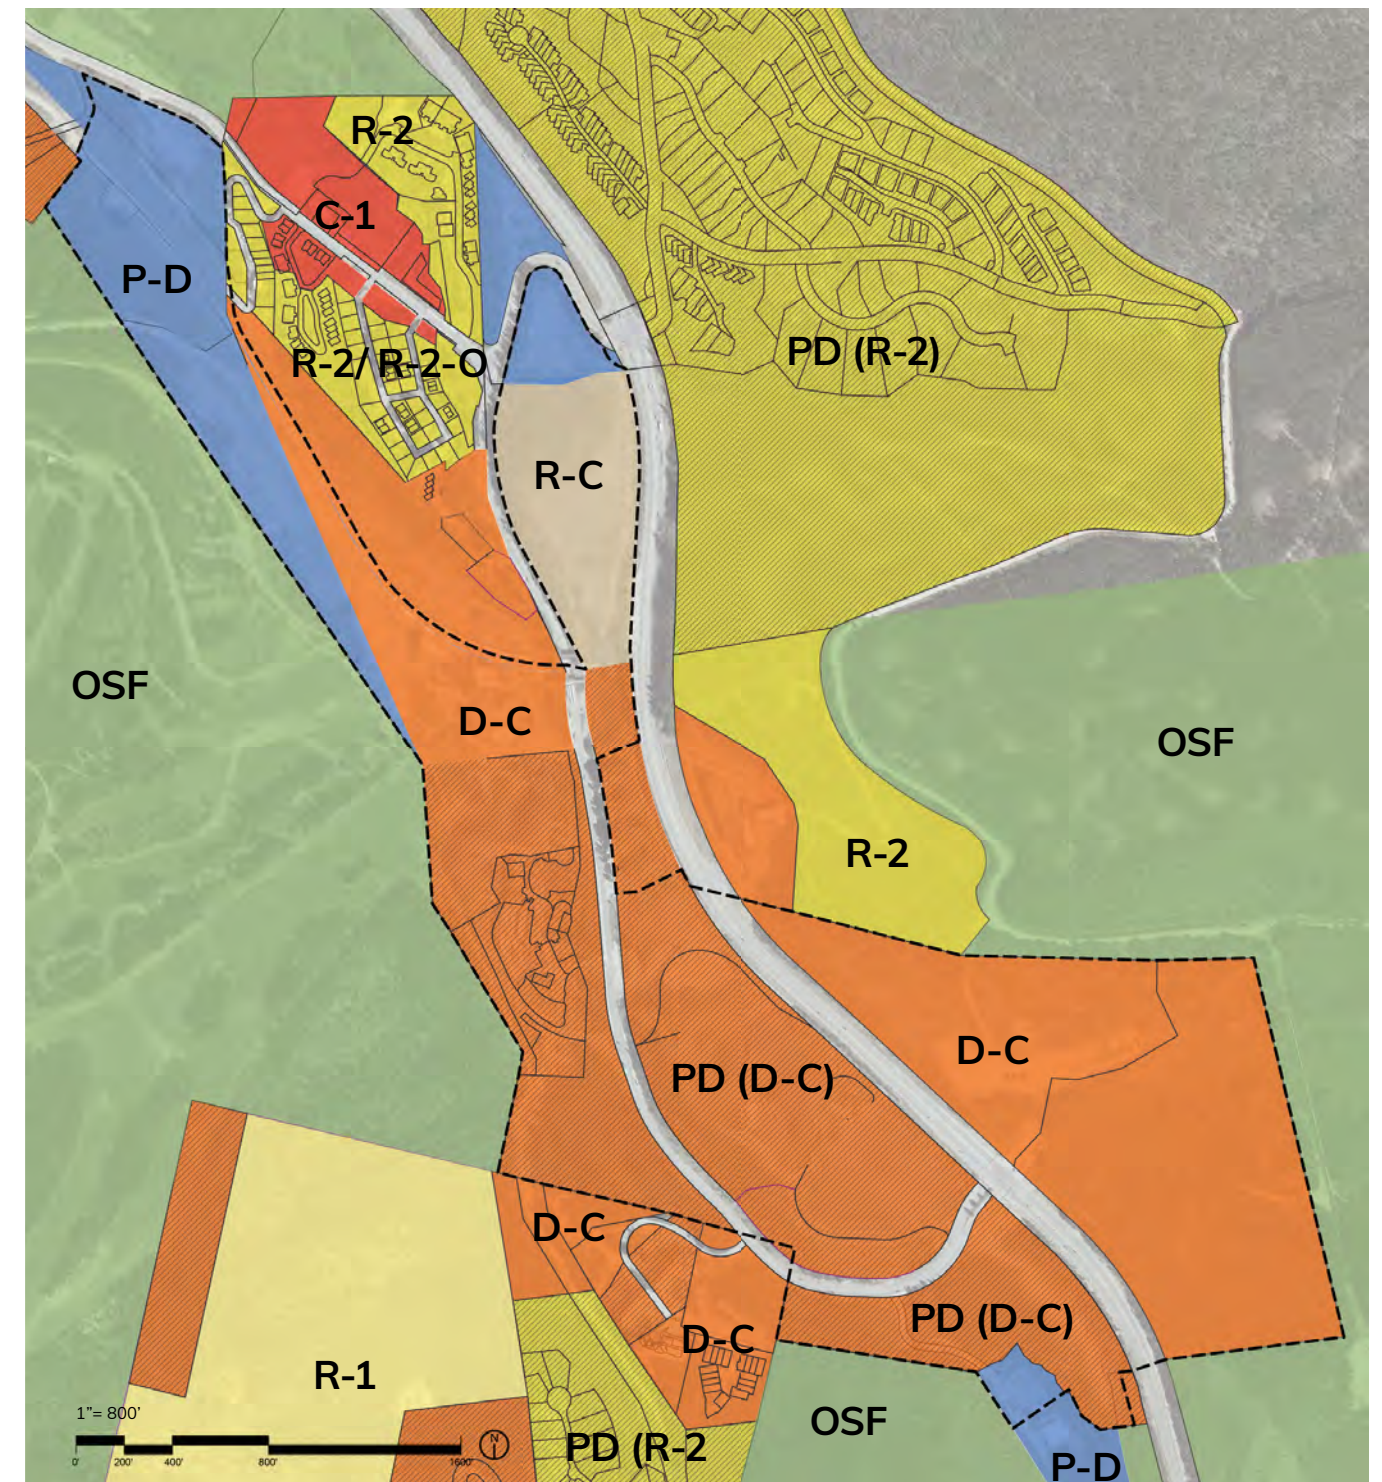 R-2
C-1
P-D
R-2/ R-2-O
PD (R-2)
R-C
OSF
D-C
OSF
R-2
D-C
PD (D-C)
D-C
PD (D-C)
D-C
R-1
OSF
PD (R-2
P-D
1”= 800’
N
0’ 200’ 400’ 800’ 1600’